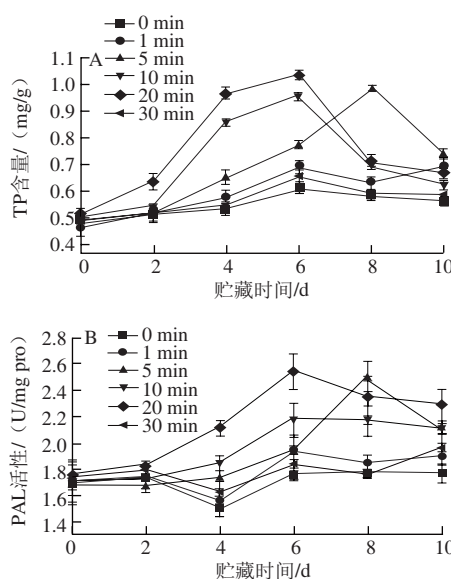 A
0 min
1 min
5 min
10 min
20 min
30 min
1.1
1.0
0.9
0.8
0.7
0.6
0.5
0.4
TP含量/（mg/g）
0 2 4 6 8 10
贮藏时间/d
B
0 min
1 min
5 min
10 min
20 min
30 min
2.8
2.6
2.4
2.2
2.0
1.8
1.6
1.4
PAL活性/（U/mg pro）
0 2 4 6 8 10
贮藏时间/d